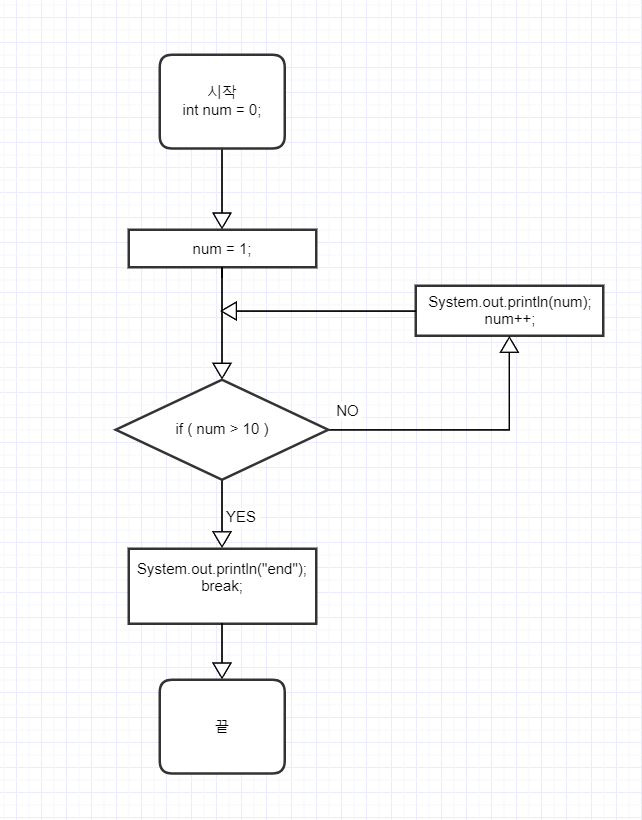 시작
int num = 0;
num = 1;
System.out.println(num);
num++;
if ( num > 10 )
NO
YES
System.out.println("end");
break;
끝